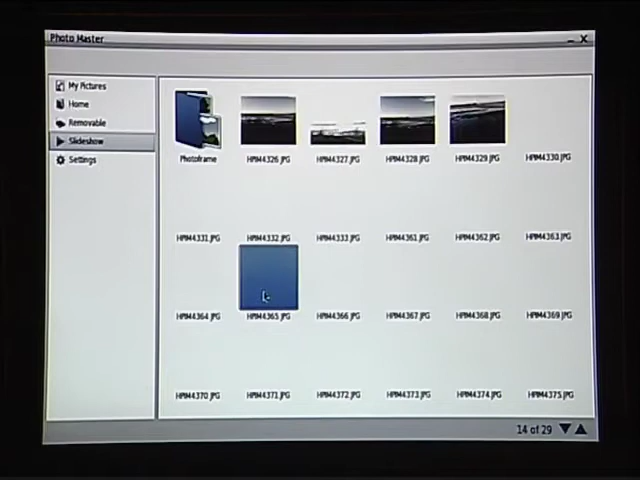 Photo Master
My Pictures
Home
Removable
Slideshow
Settings
Photoframe HPIM4326.JPG HPIM4327.JPG HPIM4328.JPG HPIM4329.JPG HPIM4330.JPG
HPIM4331.JPG HPIM4332.JPG HPIM4333.JPG HPIM4361.JPG HPIM4362.JPG HPIM4363.JPG
HPIM4364.JPG HPIM4365.JPG HPIM4366.JPG HPIM4367.JPG HPIM4368.JPG HPIM4369.JPG
HPIM4370.JPG HPIM4371.JPG HPIM4372.JPG HPIM4373.JPG HPIM4374.JPG HPIM4375.JPG
14 of 29